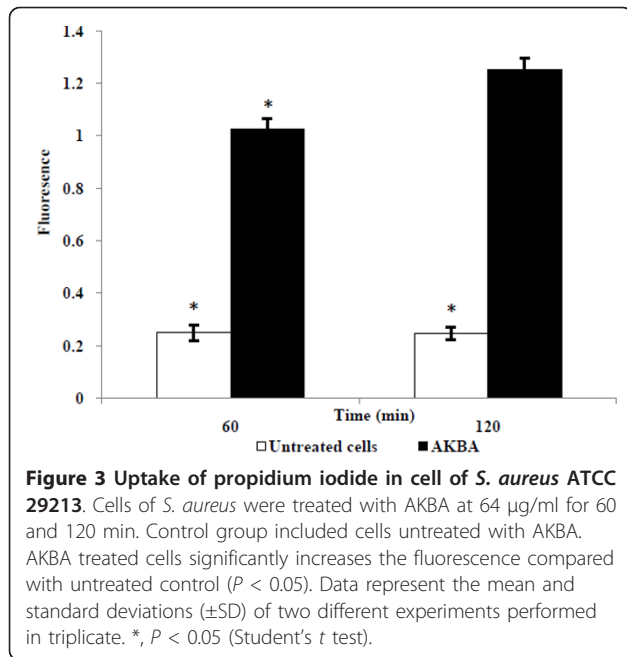 1.4
1.2
1
0.8
0.6
0.4
0.2
0
Fluoresence
*
*
*
60
Time (min)
120
□Untreated cells ■AKBA
Figure 3 Uptake of propidium iodide in cell of S. aureus ATCC
29213. Cells of S. aureus were treated with AKBA at 64 μg/ml for 60
and 120 min. Control group included cells untreated with AKBA.
AKBA treated cells significantly increases the fluorescence compared
with untreated control (P < 0.05). Data represent the mean and
standard deviations (±SD) of two different experiments performed
in triplicate. *, P < 0.05 (Student's t test).